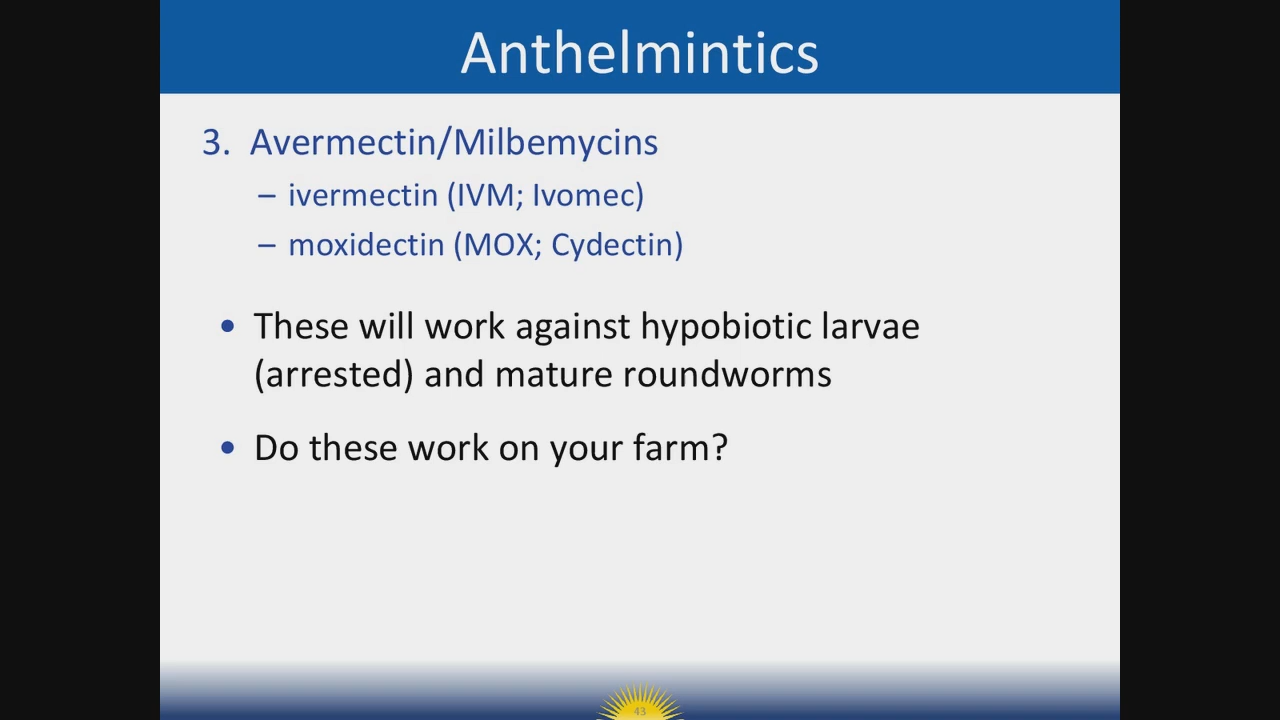 Anthelmintics
3. Avermectin/Milbemycins
– ivermectin (IVM; Ivomec)
– moxidectin (MOX; Cydectin)
• These will work against hypobiotic larvae
(arrested) and mature roundworms
• Do these work on your farm?
43